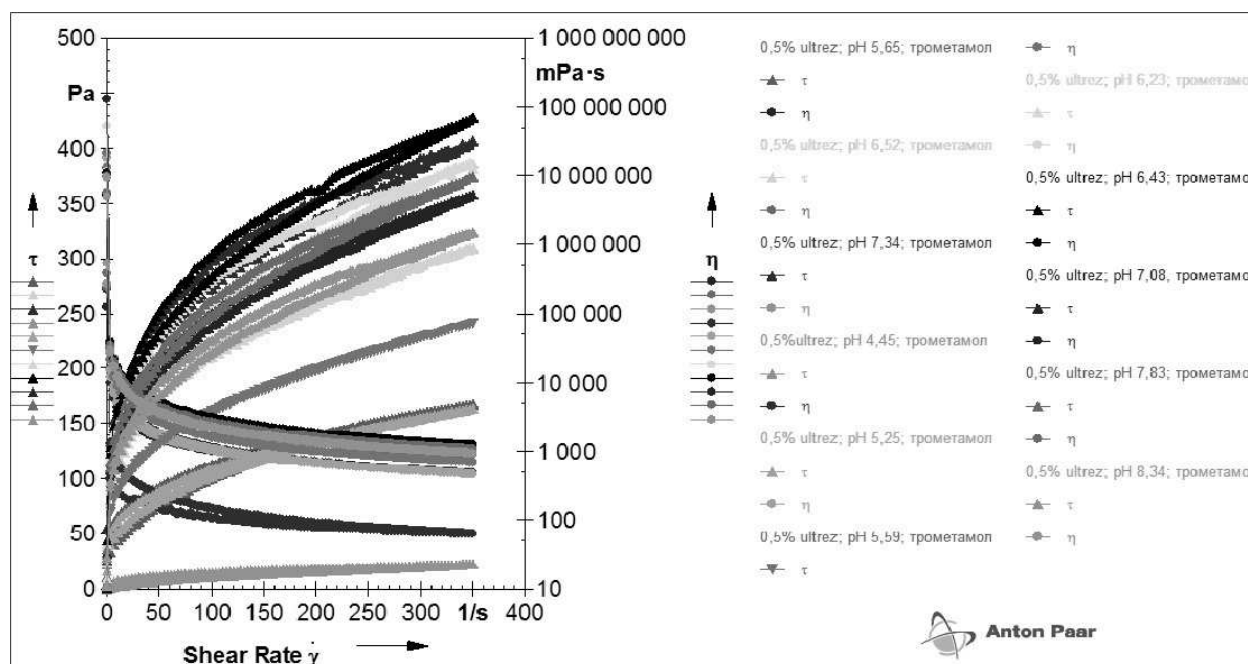 500
Pa
400
350
τ
300
250
200
150
100
50
0
0
50
100
150
200
250
300
1/s
400
Shear Rate γ̇
1 000 000 000
mPa·s
100 000 000
10 000 000
1 000 000
100 000
10 000
1 000
100
10
η
0,5% ultrez; pH 5,65; трометамол
τ
η
0,5% ultrez; pH 6,52; трометамол
τ
η
0,5% ultrez; pH 7,34; трометамол
τ
η
0,5%ultrez; pH 4,45; трометамол
τ
η
0,5% ultrez; pH 5,25; трометамол
τ
η
0,5% ultrez; pH 5,59; трометамол
τ
η
0,5% ultrez; pH 6,23; трометамол
τ
η
0,5% ultrez; pH 6,43; трометамол
τ
η
0,5% ultrez; pH 7,08; трометамол
τ
η
0,5% ultrez; pH 7,83; трометамол
τ
η
0,5% ultrez; pH 8,34; трометамол
τ
η
Anton Paar